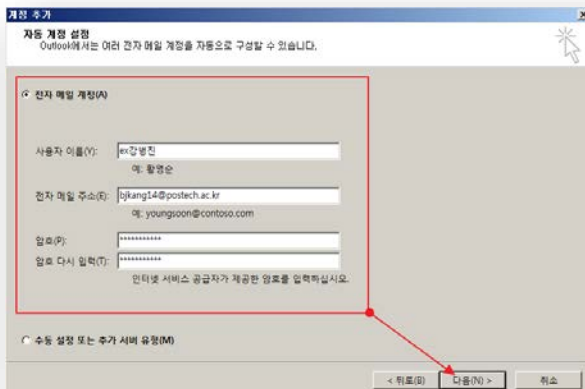 계정 추가
자동 계정 설정
Outlook에서는 여러 전자 메일 계정을 자동으로 구성할 수 있습니다.
전자 메일 계정(A)
사용자 이름(Y): ex강병진
예: 황영순
전자 메일 주소(E): bjkang14@postech.ac.kr
예: youngsoon@contoso.com
암호(P): ***********
암호 다시 입력(T): ***********
인터넷 서비스 공급자가 제공한 암호를 입력하십시오.
수동 설정 또는 추가 서버 유형(M)
< 뒤로(B) 다음(N) > 취소